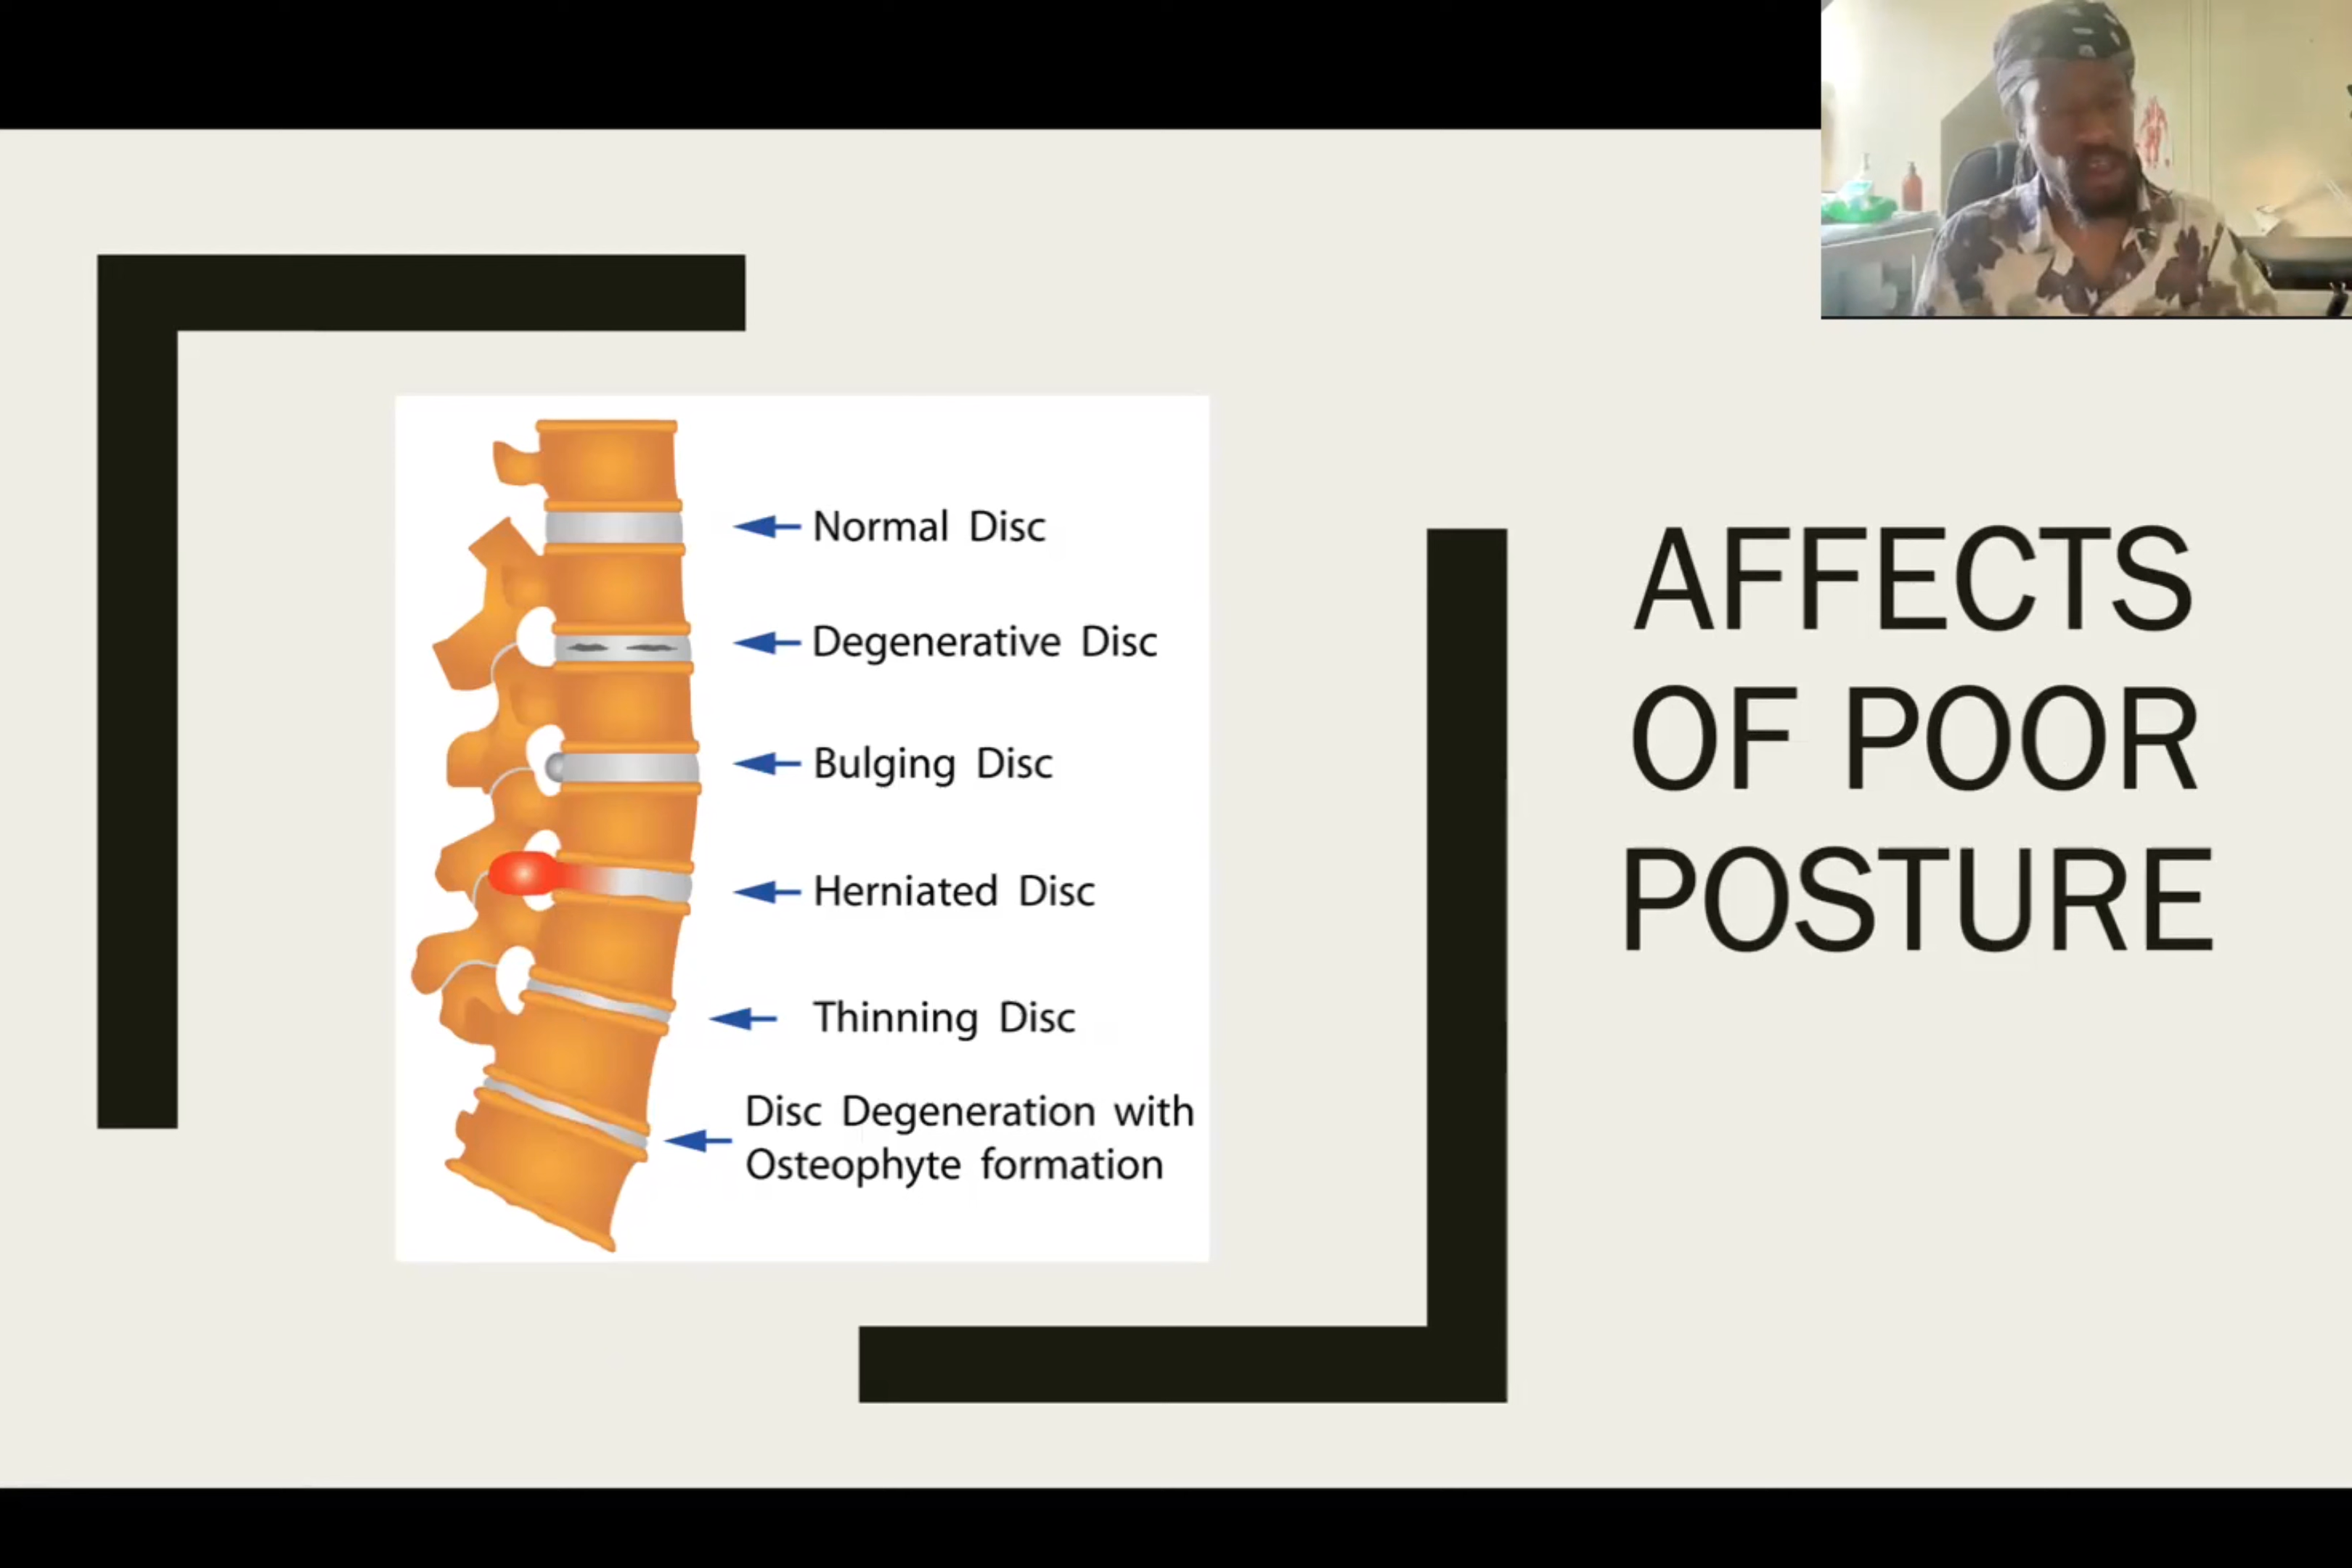 Normal Disc
Degenerative Disc
Bulging Disc
Herniated Disc
Thinning Disc
Disc Degeneration with
Osteophyte formation
AFFECTS
OF POOR
POSTURE